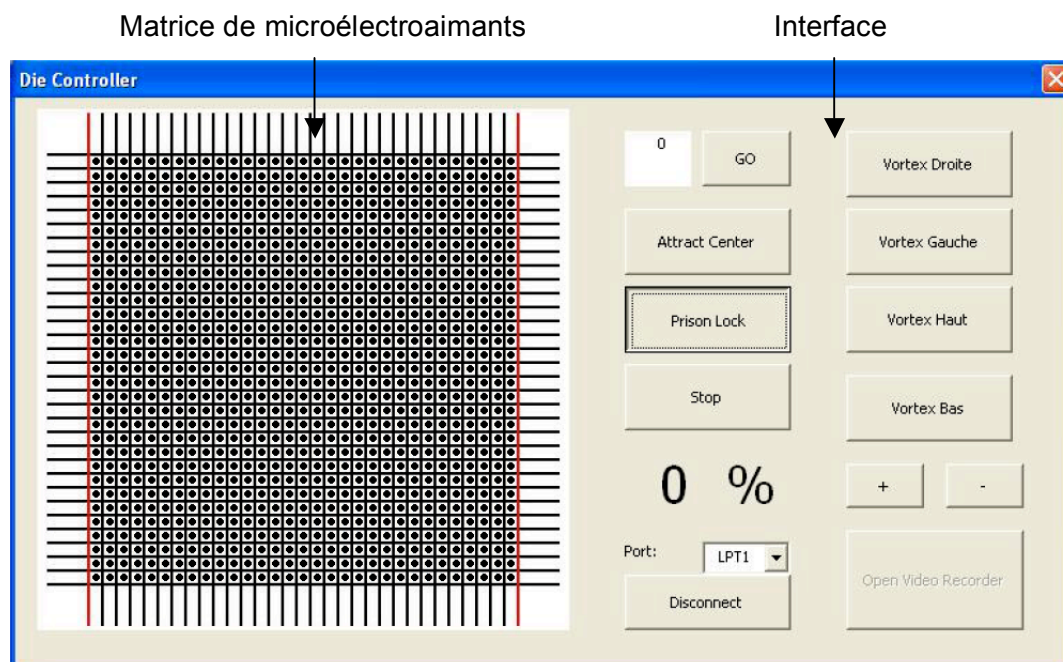 Matrice de microélectroaimants
Interface
Die Controller
0
GO
Vortex Droite
Attract Center
Vortex Gauche
Prison Lock
Vortex Haut
Stop
Vortex Bas
0 %
+
-
Port:
LPT1
Disconnect
Open Video Recorder